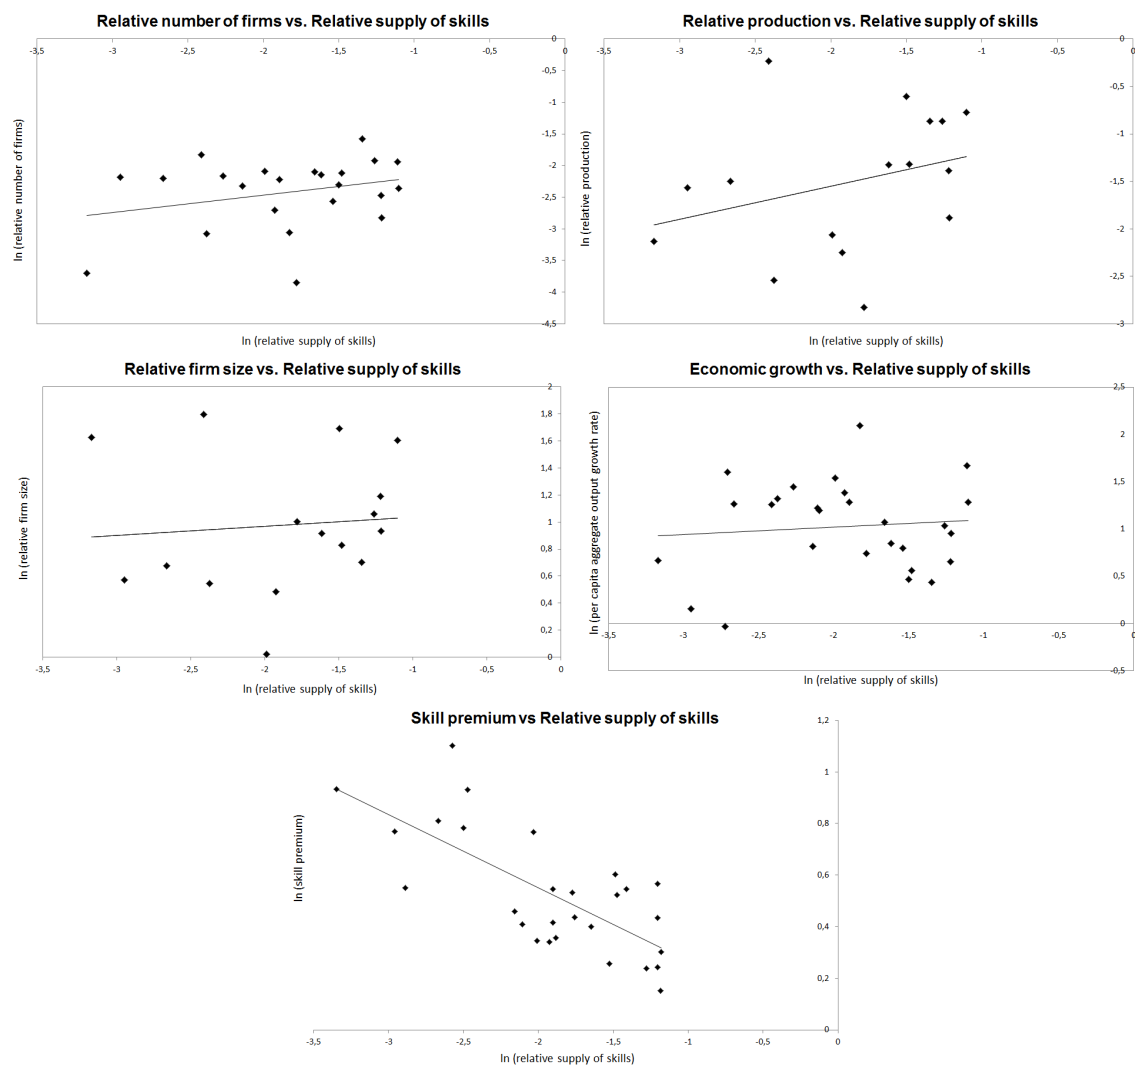 Relative number of firms vs. Relative supply of skills
-3,5 -3 -2,5 -2 -1,5 -1 -0,5 0
0
-0,5
-1
-1,5
-2
-2,5
-3
-3,5
-4
-4,5
ln (relative number of firms)
ln (relative supply of skills)
Relative production vs. Relative supply of skills
-3,5 -3 -2,5 -2 -1,5 -1 -0,5 0
0
-0,5
-1
-1,5
-2
-2,5
-3
ln (relative production)
ln (relative supply of skills)
Relative firm size vs. Relative supply of skills
2
1,8
1,6
1,4
1,2
1
0,8
0,6
0,4
0,2
0
-3,5 -3 -2,5 -2 -1,5 -1 -0,5 0
ln (relative firm size)
ln (relative supply of skills)
Economic growth vs. Relative supply of skills
2,5
2
1,5
1
0,5
0
-0,5
-3,5 -3 -2,5 -2 -1,5 -1 -0,5 0
ln (per capita aggregate output growth rate)
ln (relative supply of skills)
Skill premium vs Relative supply of skills
1,2
1
0,8
0,6
0,4
0,2
0
-3,5 -3 -2,5 -2 -1,5 -1 -0,5 0
ln (skill premium)
ln (relative supply of skills)